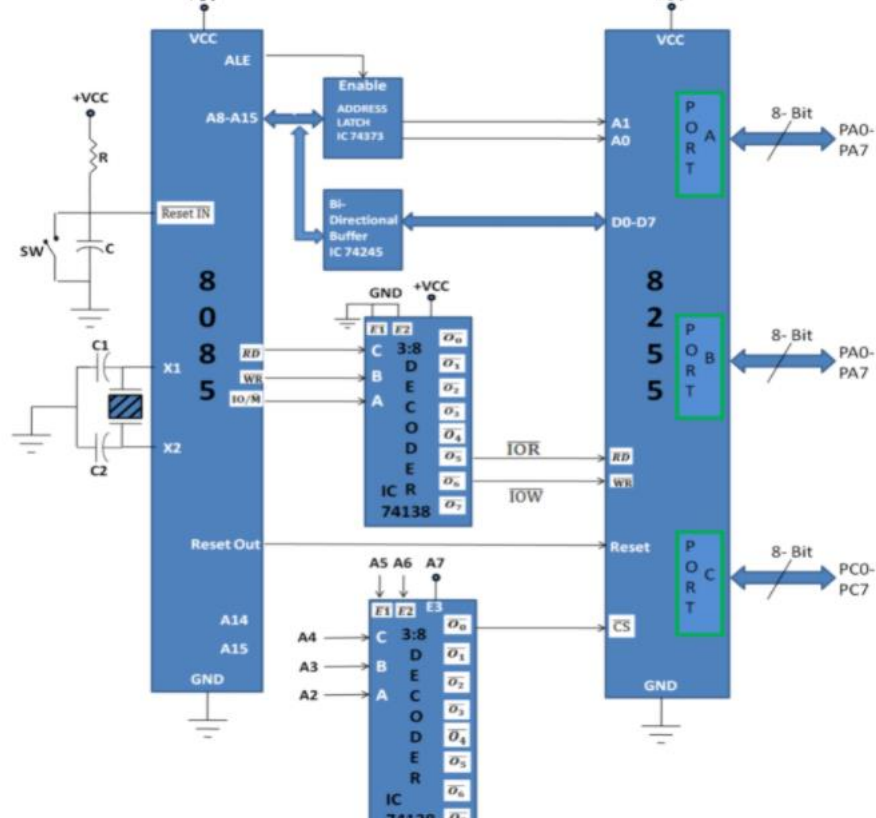 VCC
ALE
A8-A15
+VCC
R
Reset IN
SW
C
8
0
8
5
C1
X1
C2
X2
RD
WR
IO/M
Reset Out
A14
A15
GND
Enable
ADDRESS
LATCH
IC 74373
Bi-
Directional
Buffer
IC 74245
GND
+VCC
E1 E2
C
B
A
3:8
D
E
C
O
D
E
R
IC
74138
O0
O1
O2
O3
O4
O5
O6
O7
IOR
IOW
A5 A6 A7
E1 E2 E3
A4
A3
A2
C
B
A
3:8
D
E
C
O
D
E
R
IC
74138
O0
O1
O2
O3
O4
O5
O6
VCC
A1
A0
D0-D7
8
2
5
5
RD
WR
Reset
CS
GND
PORT A
8- Bit
PA0-
PA7
PORT B
8- Bit
PA0-
PA7
PORT C
8- Bit
PC0-
PC7